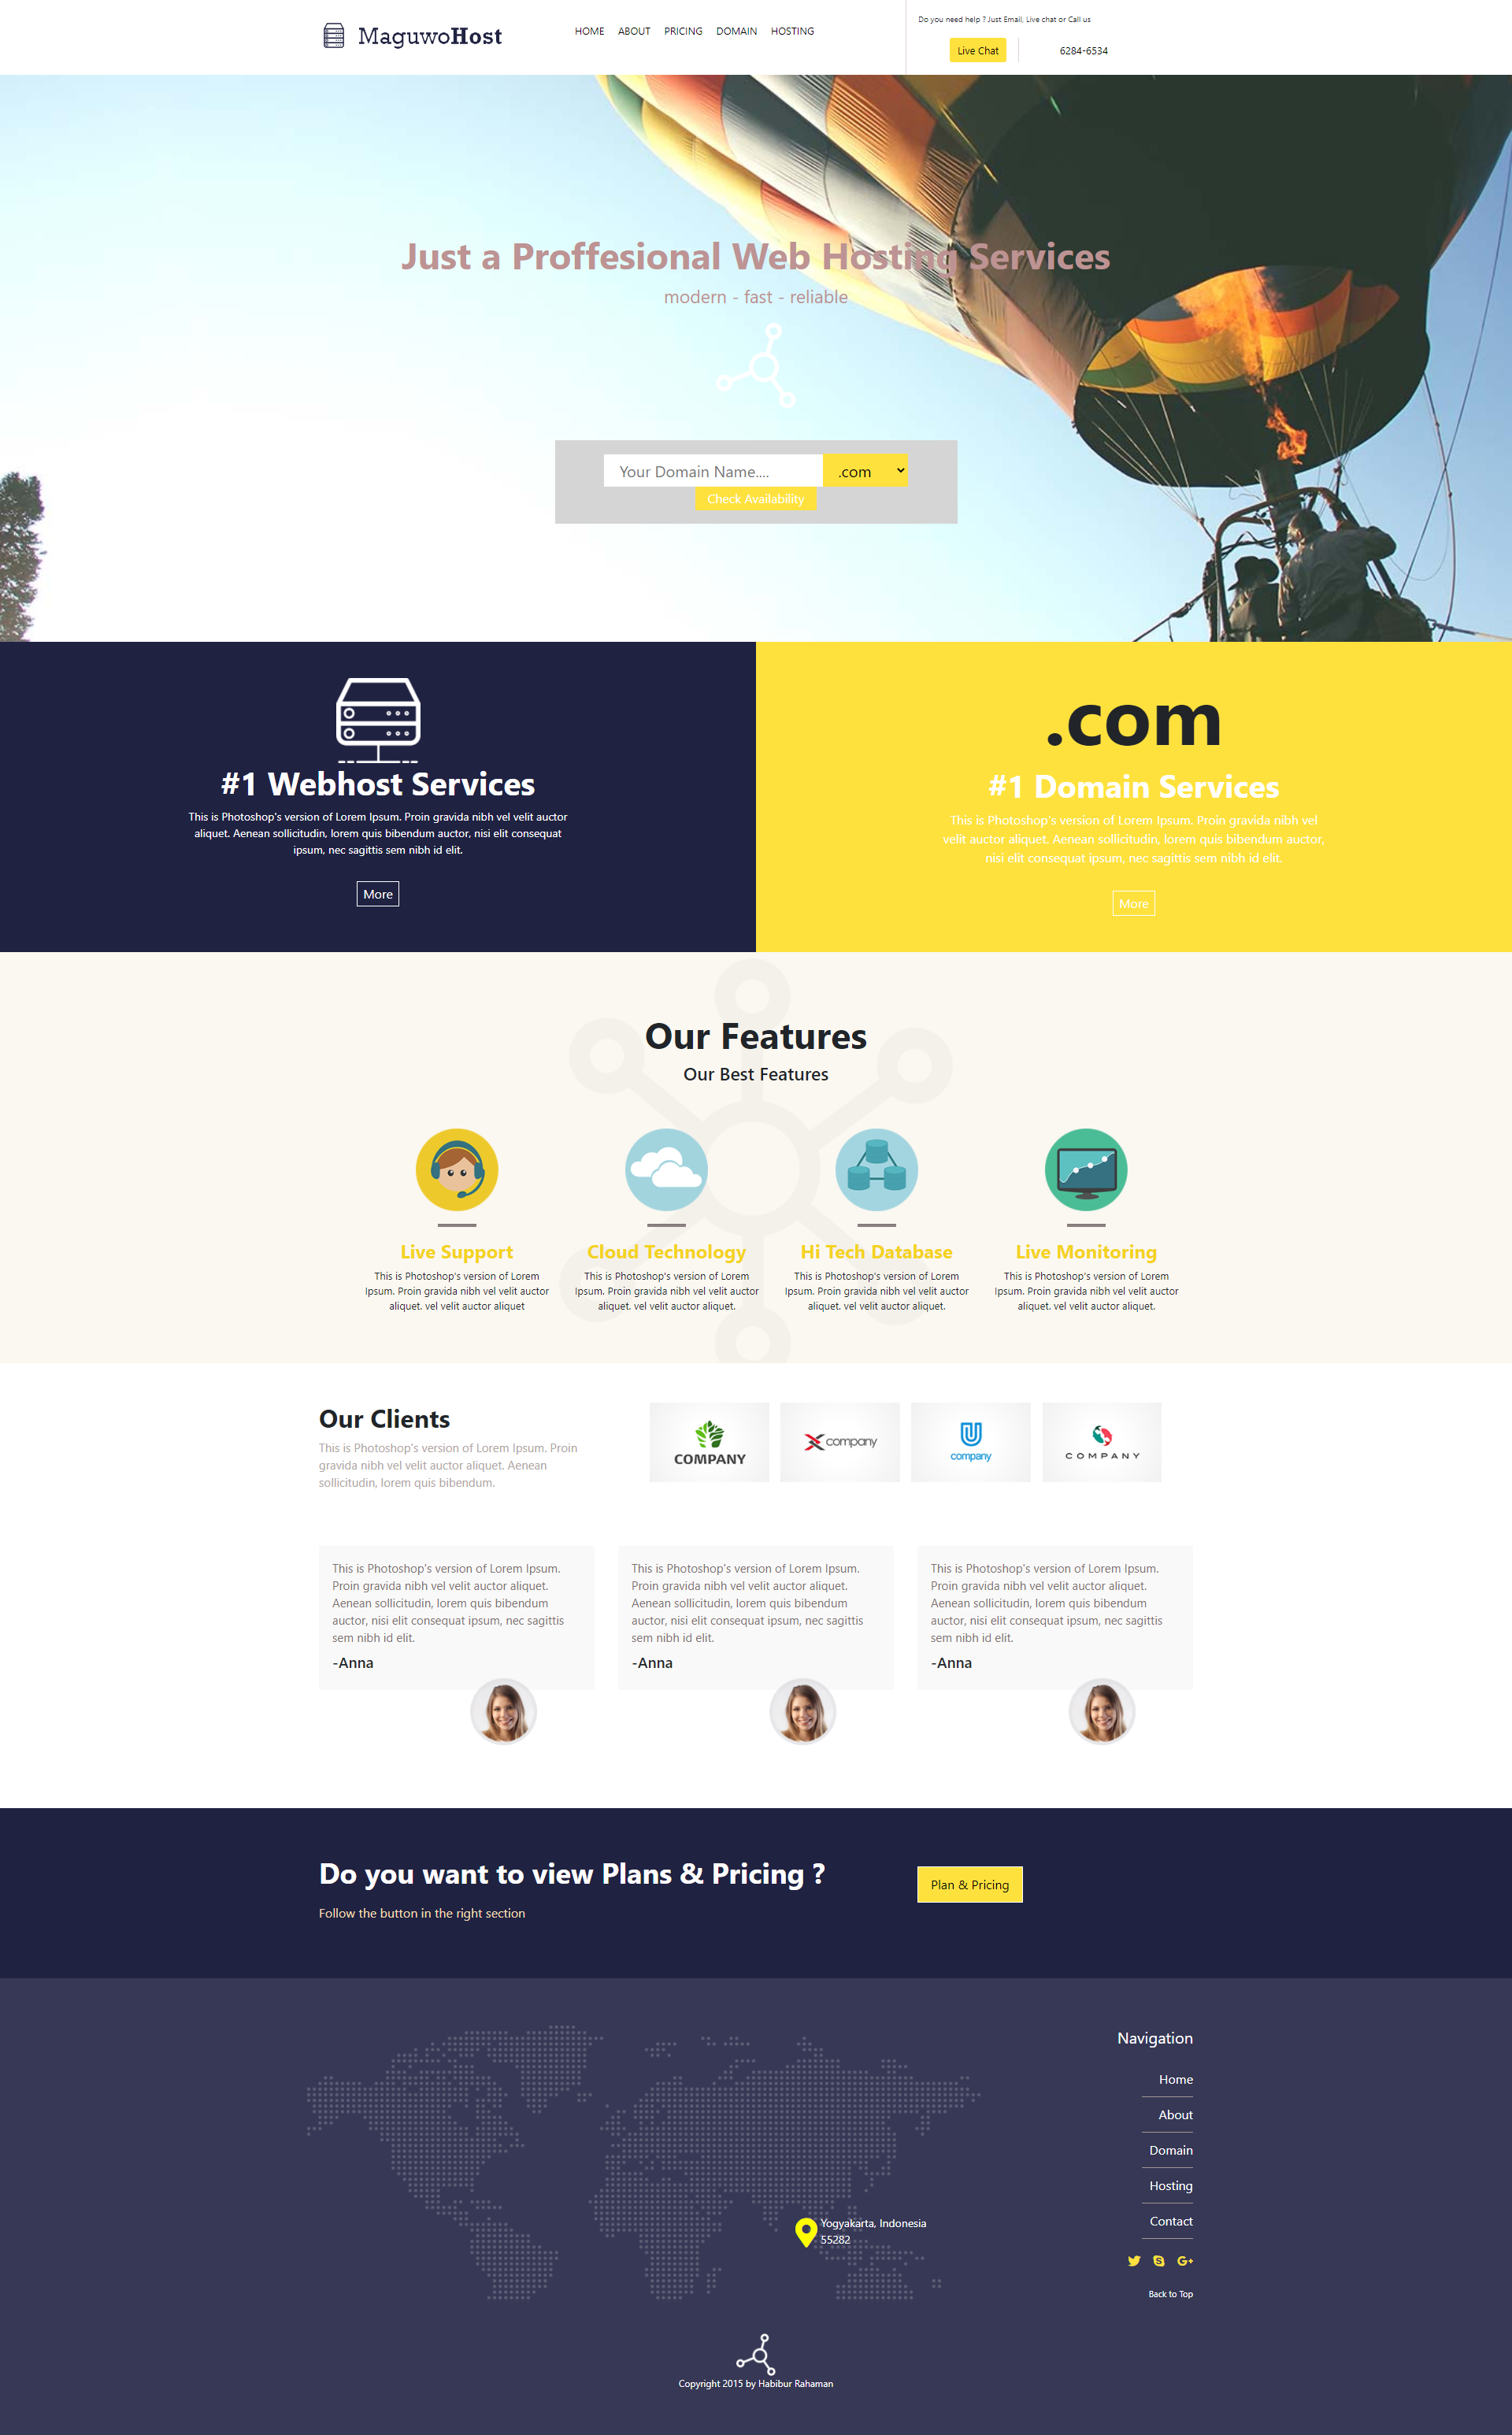 MaguwoHost
HOME ABOUT PRICING DOMAIN HOSTING
Do you need help ? Just Email, Live chat or Call us
Live Chat
6284-6534
Just a Proffesional Web Hosting Services
modern - fast - reliable
Your Domain Name....
.com
Check Availability
#1 Webhost Services
This is Photoshop's version of Lorem Ipsum. Proin gravida nibh vel velit auctor
aliquet. Aenean sollicitudin, lorem quis bibendum auctor, nisi elit consequat
ipsum, nec sagittis sem nibh id elit.
More
.com
#1 Domain Services
This is Photoshop's version of Lorem Ipsum. Proin gravida nibh vel
velit auctor aliquet. Aenean sollicitudin, lorem quis bibendum auctor,
nisi elit consequat ipsum, nec sagittis sem nibh id elit.
More
Our Features
Our Best Features
Live Support
This is Photoshop's version of Lorem
Ipsum. Proin gravida nibh vel velit auctor
aliquet. vel velit auctor aliquet
Cloud Technology
This is Photoshop's version of Lorem
Ipsum. Proin gravida nibh vel velit auctor
aliquet. vel velit auctor aliquet.
Hi Tech Database
This is Photoshop's version of Lorem
Ipsum. Proin gravida nibh vel velit auctor
aliquet. vel velit auctor aliquet.
Live Monitoring
This is Photoshop's version of Lorem
Ipsum. Proin gravida nibh vel velit auctor
aliquet. vel velit auctor aliquet.
Our Clients
This is Photoshop's version of Lorem Ipsum. Proin
gravida nibh vel velit auctor aliquet. Aenean
sollicitudin, lorem quis bibendum.
COMPANY
company
company
COMPANY
This is Photoshop's version of Lorem Ipsum.
Proin gravida nibh vel velit auctor aliquet.
Aenean sollicitudin, lorem quis bibendum
auctor, nisi elit consequat ipsum, nec sagittis
sem nibh id elit.
-Anna
This is Photoshop's version of Lorem Ipsum.
Proin gravida nibh vel velit auctor aliquet.
Aenean sollicitudin, lorem quis bibendum
auctor, nisi elit consequat ipsum, nec sagittis
sem nibh id elit.
-Anna
This is Photoshop's version of Lorem Ipsum.
Proin gravida nibh vel velit auctor aliquet.
Aenean sollicitudin, lorem quis bibendum
auctor, nisi elit consequat ipsum, nec sagittis
sem nibh id elit.
-Anna
Do you want to view Plans & Pricing ?
Follow the button in the right section
Plan & Pricing
Yogyakarta, Indonesia
55282
Navigation
Home
About
Domain
Hosting
Contact
Back to Top
Copyright 2015 by Habibur Rahaman